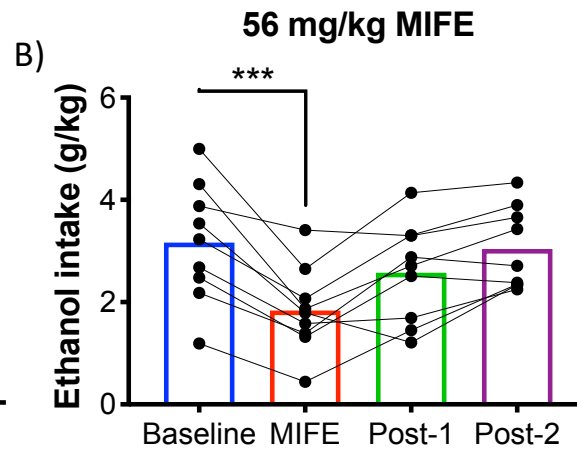 56 mg/kg MIFE
B)
***
Ethanol intake (g/kg)
6
4
2
0
Baseline MIFE Post-1 Post-2